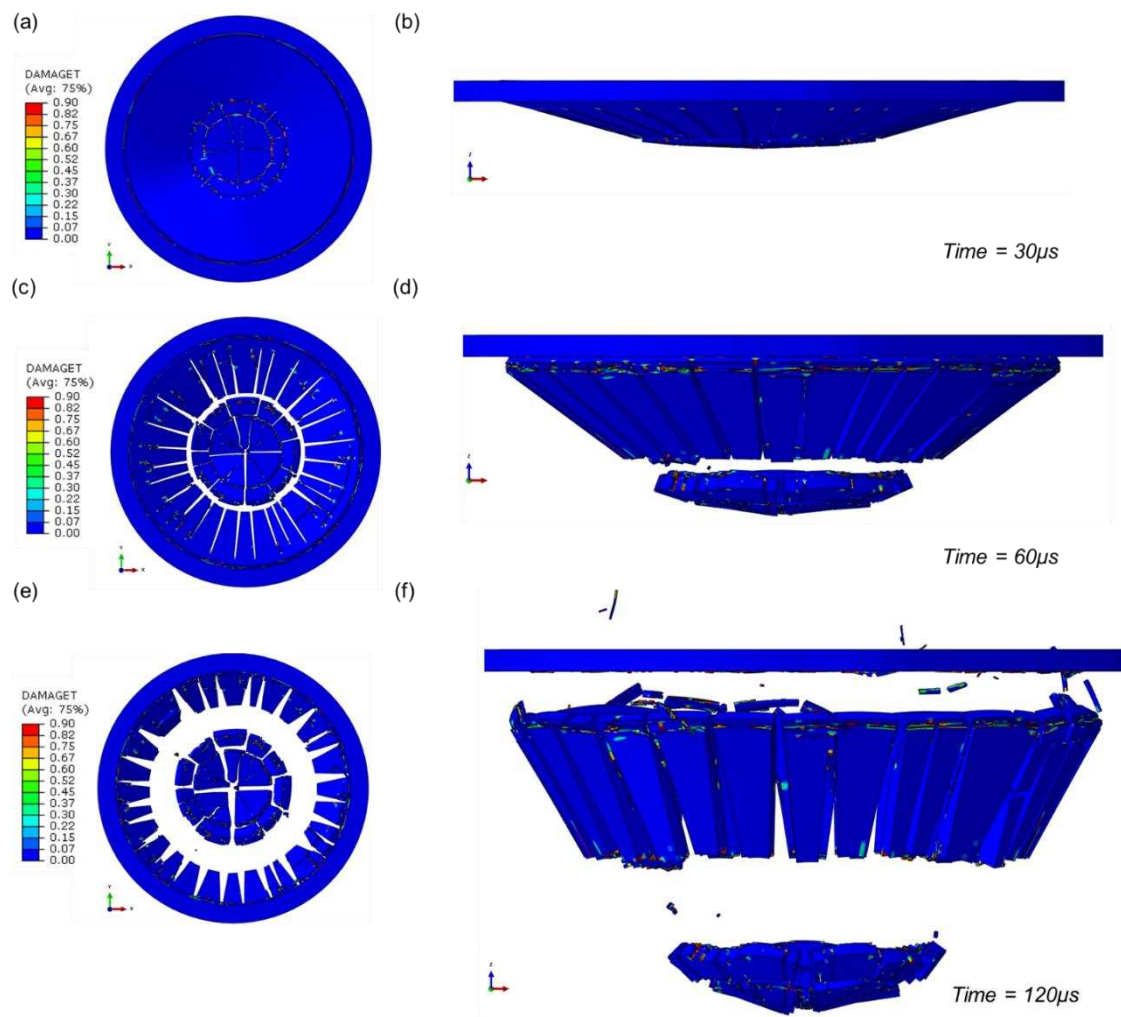 (a)
(b)
DAMAGET
(Avg: 75%)
0.90
0.82
0.75
0.67
0.60
0.52
0.45
0.37
0.30
0.22
0.15
0.07
0.00
Y
X
Z
Time = 30µs
(c)
(d)
DAMAGET
(Avg: 75%)
0.90
0.82
0.75
0.67
0.60
0.52
0.45
0.37
0.30
0.22
0.15
0.07
0.00
Y
X
Z
Time = 60µs
(e)
(f)
DAMAGET
(Avg: 75%)
0.90
0.82
0.75
0.67
0.60
0.52
0.45
0.37
0.30
0.22
0.15
0.07
0.00
Y
X
Z
Time = 120µs